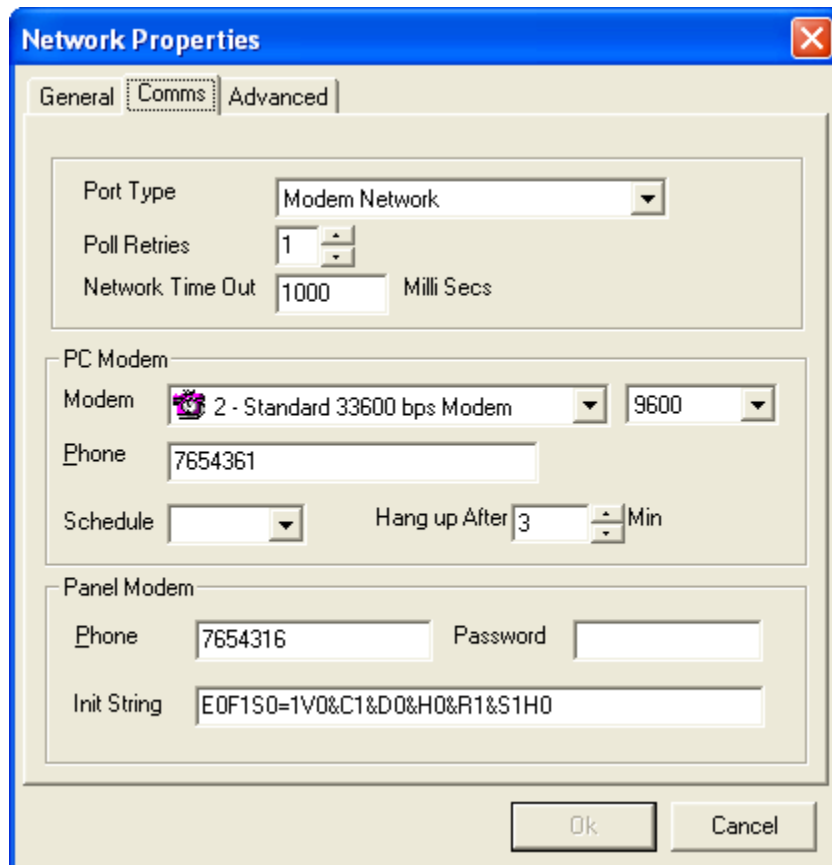 Network Properties
General Comms Advanced
Port Type Modem Network
Poll Retries 1
Network Time Out 1000 Milli Secs
PC Modem
Modem 2 - Standard 33600 bps Modem 9600
Phone 7654361
Schedule Hang up After 3 Min
Panel Modem
Phone 7654316 Password
Init String E0F1S0=1V0&C1&D0&H0&R1&S1H0
Ok Cancel